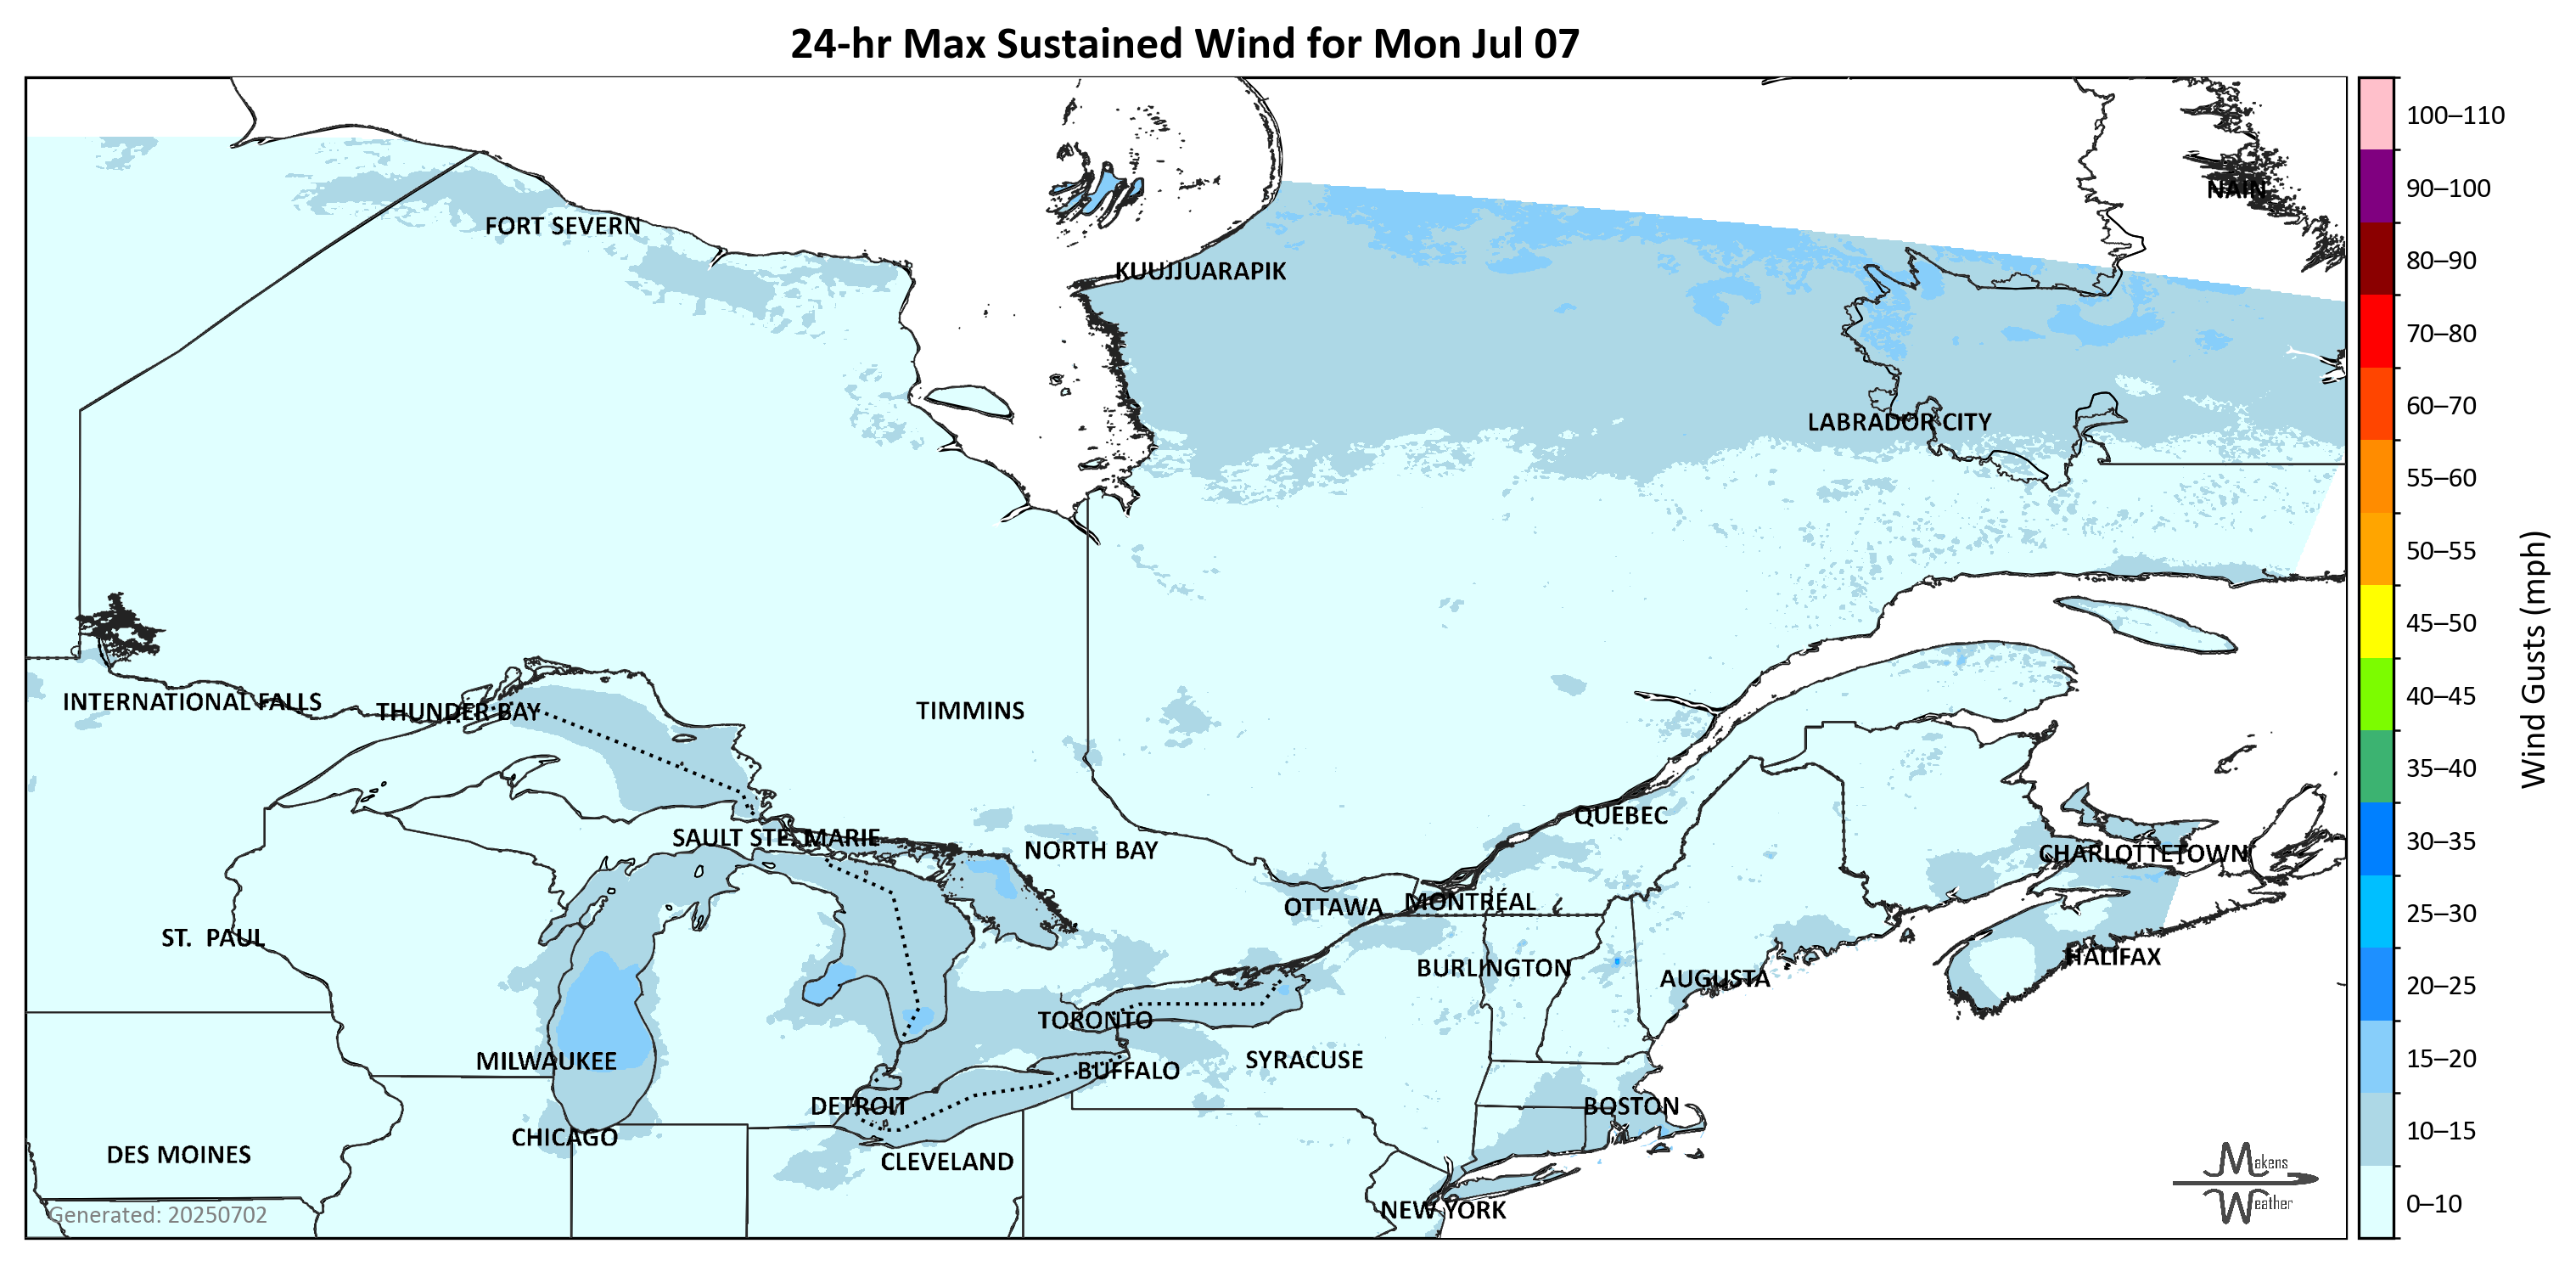 24-hr Max Sustained Wind for Mon Jul 07
100–110
90–100
80–90
70–80
60–70
55–60
50–55
45–50
40–45
35–40
30–35
25–30
20–25
15–20
10–15
0–10
Wind Gusts (mph)
NAIN
FORT SEVERN
KUUJJUARAPIK
LABRADOR CITY
INTERNATIONAL FALLS
THUNDER BAY
TIMMINS
QUÉBEC
SAULT STE. MARIE
NORTH BAY
CHARLOTTETOWN
OTTAWA
MONTRÉAL
ST. PAUL
HALIFAX
BURLINGTON
AUGUSTA
TORONTO
MILWAUKEE
BUFFALO
SYRACUSE
DETROIT
BOSTON
CHICAGO
DES MOINES
CLEVELAND
NEW YORK
Makens
Weather
Generated: 20250702